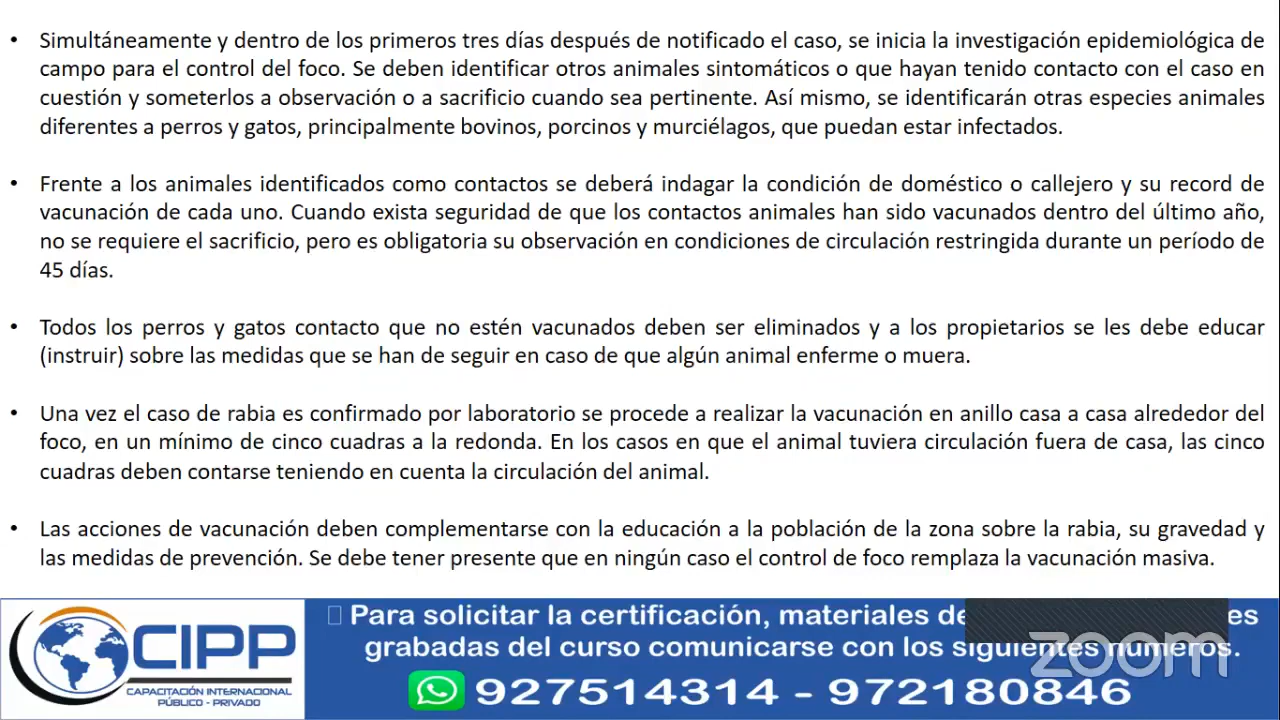 • Simultáneamente y dentro de los primeros tres días después de notificado el caso, se inicia la investigación epidemiológica de
campo para el control del foco. Se deben identificar otros animales sintomáticos o que hayan tenido contacto con el caso en
cuestión y someterlos a observación o a sacrificio cuando sea pertinente. Así mismo, se identificarán otras especies animales
diferentes a perros y gatos, principalmente bovinos, porcinos y murciélagos, que puedan estar infectados.
• Frente a los animales identificados como contactos se deberá indagar la condición de doméstico o callejero y su record de
vacunación de cada uno. Cuando exista seguridad de que los contactos animales han sido vacunados dentro del último año,
no se requiere el sacrificio, pero es obligatoria su observación en condiciones de circulación restringida durante un período de
45 días.
• Todos los perros y gatos contacto que no estén vacunados deben ser eliminados y a los propietarios se les debe educar
(instruir) sobre las medidas que se han de seguir en caso de que algún animal enferme o muera.
• Una vez el caso de rabia es confirmado por laboratorio se procede a realizar la vacunación en anillo casa a casa alrededor del
foco, en un mínimo de cinco cuadras a la redonda. En los casos en que el animal tuviera circulación fuera de casa, las cinco
cuadras deben contarse teniendo en cuenta la circulación del animal.
• Las acciones de vacunación deben complementarse con la educación a la población de la zona sobre la rabia, su gravedad y
las medidas de prevención. Se debe tener presente que en ningún caso el control de foco remplaza la vacunación masiva.
CIPP
CAPACITACIÓN INTERNACIONAL
PÚBLICO - PRIVADO
Para solicitar la certificación, materiales de
grabadas del curso comunicarse con los siguientes números.
927514314 - 972180846
zoom